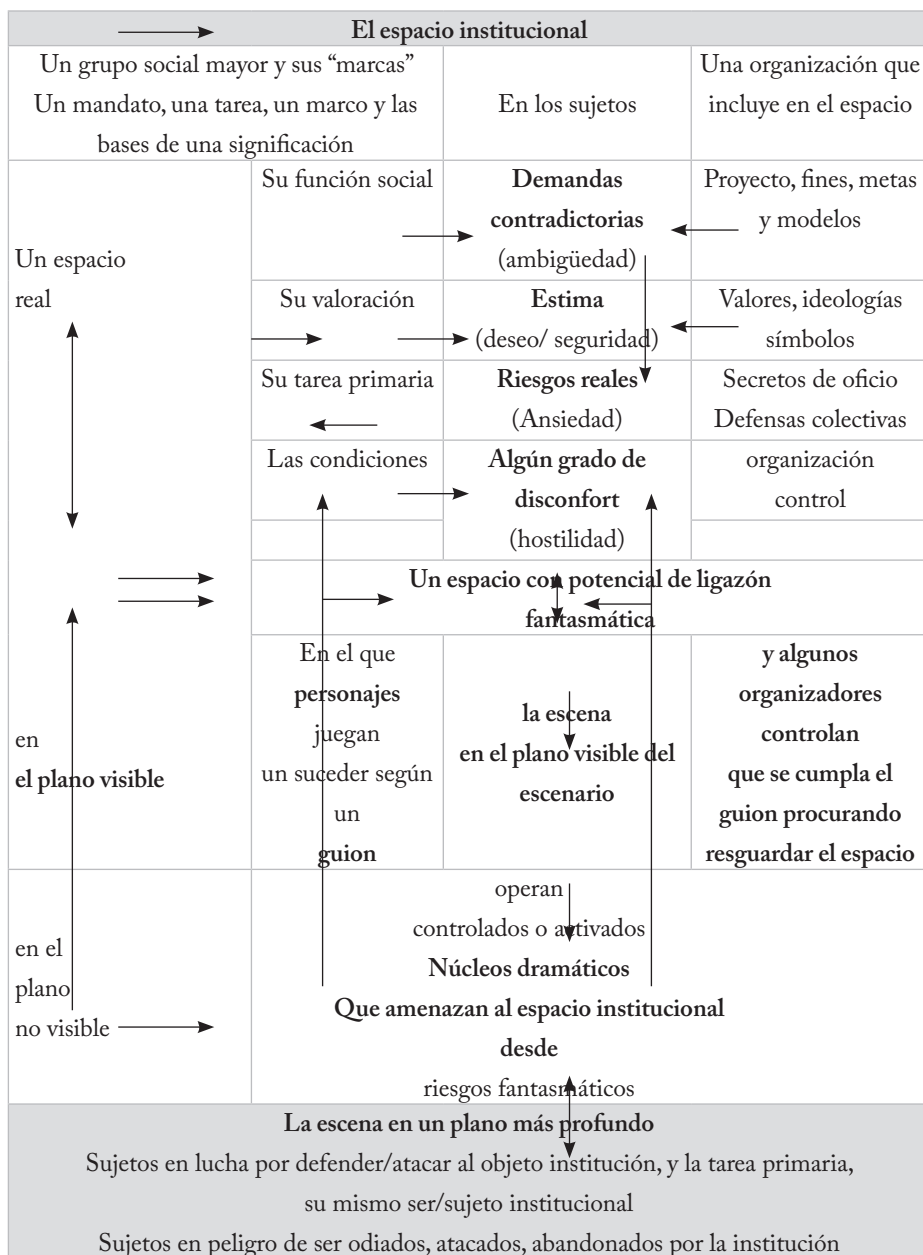 El espacio institucional
Un grupo social mayor y sus “marcas”
Un mandato, una tarea, un marco y las
bases de una significación
En los sujetos
Una organización que
incluye en el espacio
Un espacio
real
Su función social
Demandas
contradictorias
(ambigüedad)
Proyecto, fines, metas
y modelos
Su valoración
Estima
(deseo/ seguridad)
Valores, ideologías
símbolos
Su tarea primaria
Riesgos reales
(Ansiedad)
Secretos de oficio
Defensas colectivas
Las condiciones
Algún grado de
disconfort
(hostilidad)
organización
control
Un espacio con potencial de ligazón
fantasmática
en
el plano visible
En el que
personajes
juegan
un suceder según
un
guion
la escena
en el plano visible del
escenario
y algunos
organizadores
controlan
que se cumpla el
guion procurando
resguardar el espacio
en el
plano
no visible
operan
controlados o activados
Núcleos dramáticos
Que amenazan al espacio institucional
desde
riesgos fantasmáticos
La escena en un plano más profundo
Sujetos en lucha por defender/atacar al objeto institución, y la tarea primaria,
su mismo ser/sujeto institucional
Sujetos en peligro de ser odiados, atacados, abandonados por la institución